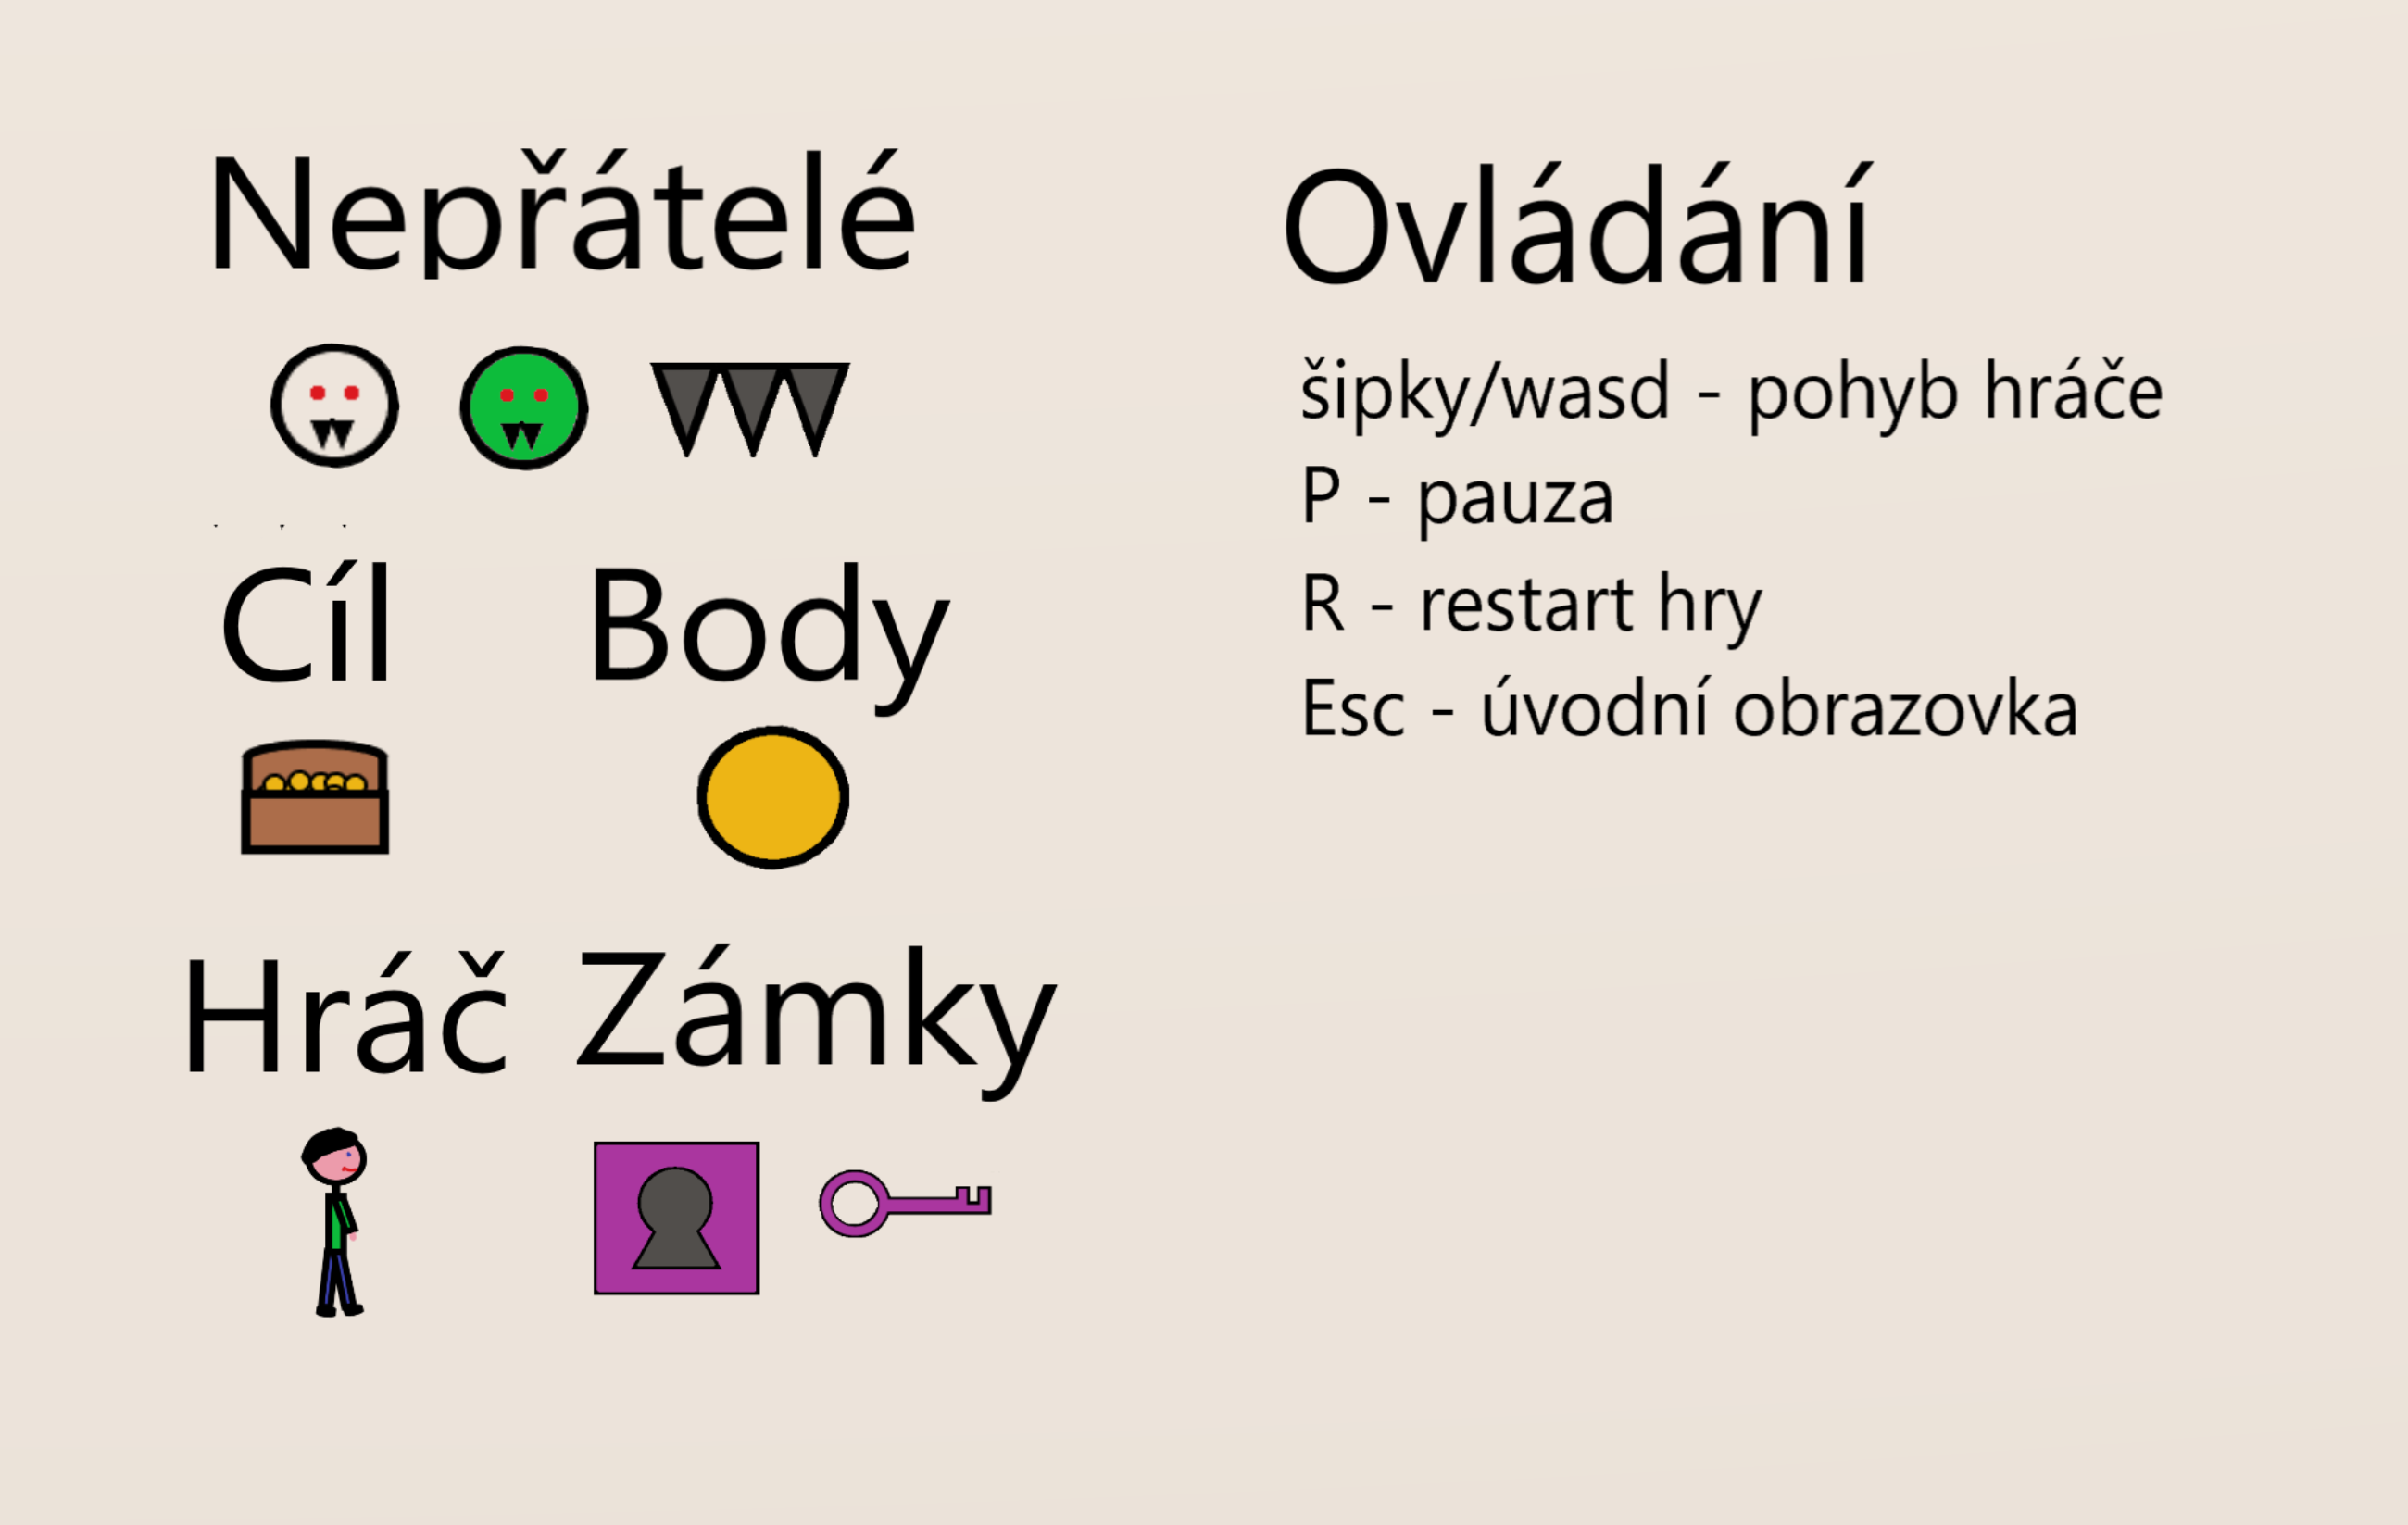 Nepřátelé
Cíl Body
Hráč Zámky
Ovládání
šipky/wasd - pohyb hráče
P - pauza
R - restart hry
Esc - úvodní obrazovka